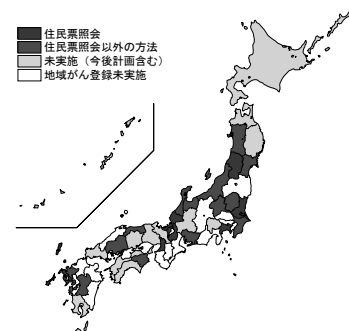 住民票照会
住民票照会以外の方法
未実施（今後計画含む）
地域がん登録未実施